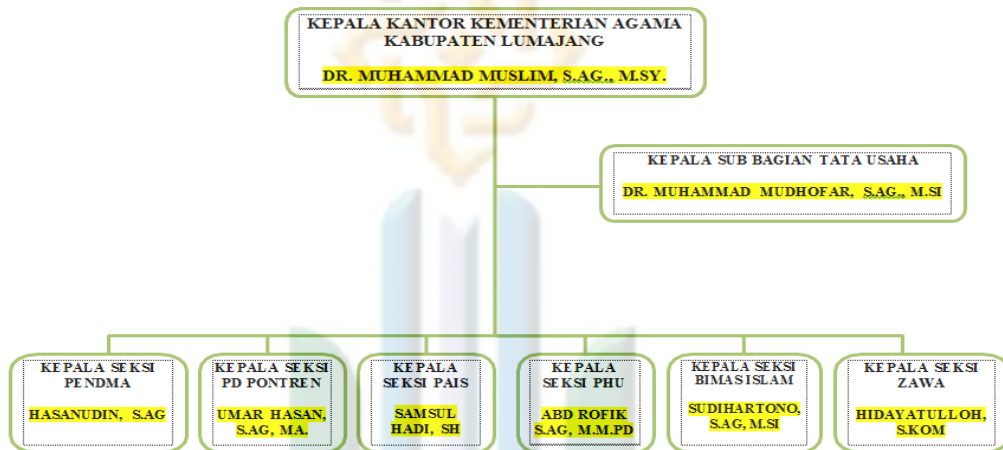 KEPALA KANTOR KEMENTERIAN AGAMA
KABUPATEN LUMAJANG
DR. MUHAMMAD MUSLIM, S.AG., M.SY.
KEPALA SUB BAGIAN TATA USAHA
DR. MUHAMMAD MUDHOFAR, S.AG., M.SI
KEPALA SEKSI
PENDMA
HASANUDIN, S.AG
KEPALA SEKSI
PD PONTREN
UMAR HASAN,
S.AG, MA.
KEPALA
SEKSI PAIS
SAMSUL
HADI, SH
KEPALA
SEKSI PHU
ABD ROFIK
S.AG, M.M.PD
KEPALA SEKSI
BIMAS ISLAM
SUDIHARTONO,
S.AG, M.SI
KEPALA SEKSI
ZAWA
HIDAYATULLOH,
S.KOM